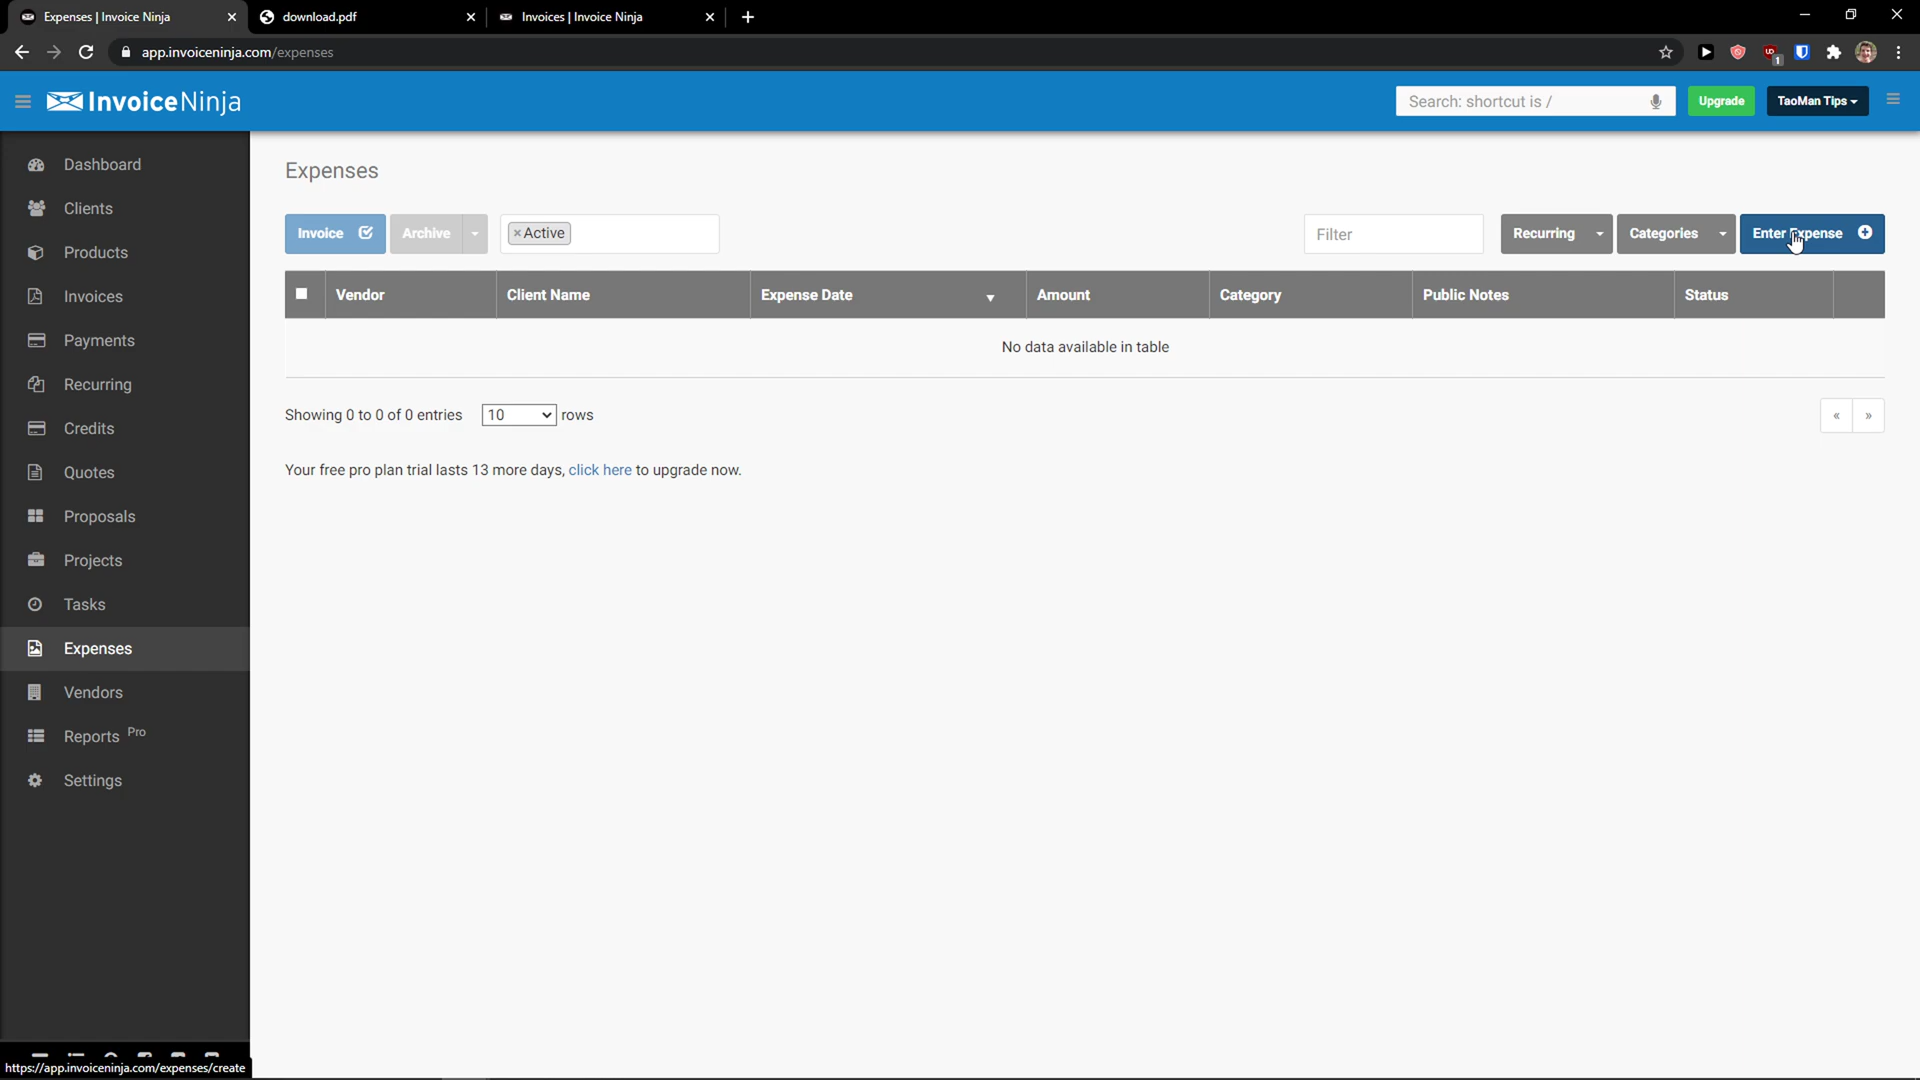 Expenses | Invoice Ninja
download.pdf
Invoices | Invoice Ninja
app.invoiceninja.com/expenses
1
InvoiceNinja
Search: shortcut is /
Upgrade
TaoMan Tips
Dashboard
Clients
Products
Invoices
Payments
Recurring
Credits
Quotes
Proposals
Projects
Tasks
Expenses
Vendors
Reports Pro
Settings
Expenses
Invoice
Archive
×Active
Filter
Recurring
Categories
Enter Expense
Vendor
Client Name
Expense Date
Amount
Category
Public Notes
Status
No data available in table
Showing 0 to 0 of 0 entries
10
rows
«
»
Your free pro plan trial lasts 13 more days, click here to upgrade now.
https://app.invoiceninja.com/expenses/create